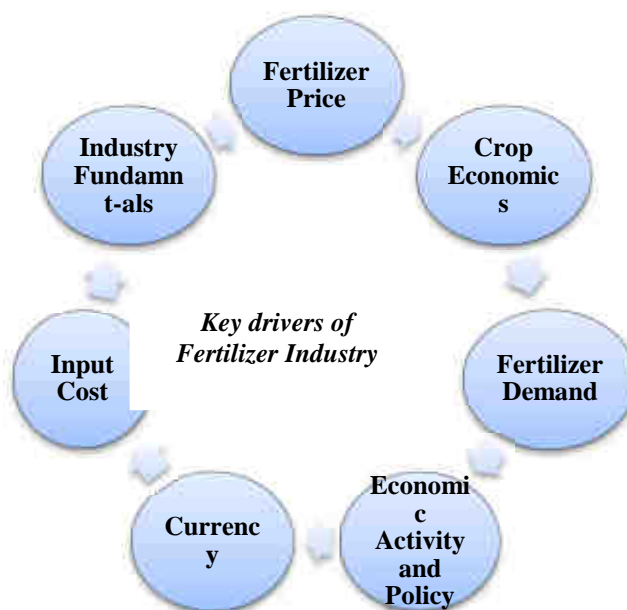 Fertilizer
Price
Crop
Economic
s
Fertilizer
Demand
Economi
c
Activity
and
Policy
Currenc
y
Input
Cost
Industry
Fundamn
t-als
Key drivers of
Fertilizer Industry